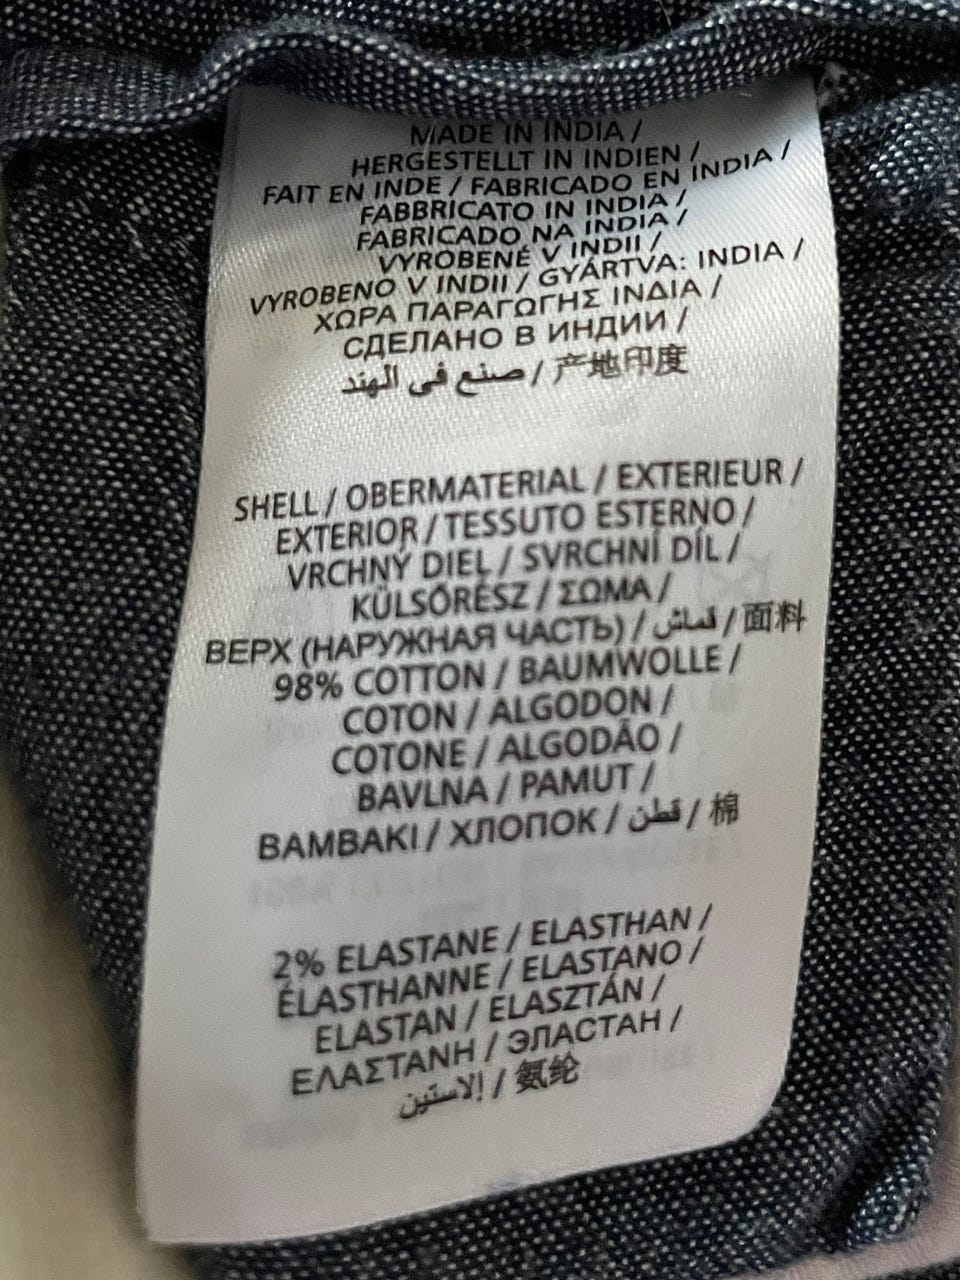 MADE IN INDIA /
HERGESTELLT IN INDIEN /
FAIT EN INDE / FABRICADO EN INDIA /
FABBRICATO IN INDIA /
FABRICADO NA INDIA /
VYROBENÉ V INDII /
VYROBENO V INDII / GYÁRTVA: INDIA /
ΧΩΡΑ ΠΑΡΑΓΩΓΗΣ ΙΝΔΙΑ /
СДЕЛАНО В ИНДИИ /
صنع في الهند / 产地印度
SHELL / OBERMATERIAL / EXTERIEUR /
EXTERIOR / TESSUTO ESTERNO /
VRCHNÝ DIEL / SVRCHNÍ DÍL /
KÜLSŐRÉSZ / ΣΩΜΑ /
ВЕРХ (НАРУЖНАЯ ЧАСТЬ) / قماش / 面料
98% COTTON / BAUMWOLLE /
COTON / ALGODON /
COTONE / ALGODÃO /
BAVLNA / PAMUT /
BAMBAKI / ХЛОПОК / قطن / 棉
2% ELASTANE / ELASTHAN /
ÉLASTHANNE / ELASTANO /
ELASTAN / ELASZTÁN /
ΕΛΑΣΤΑΝΗ / ЭЛАСТАН /
إلاستين / 氨纶